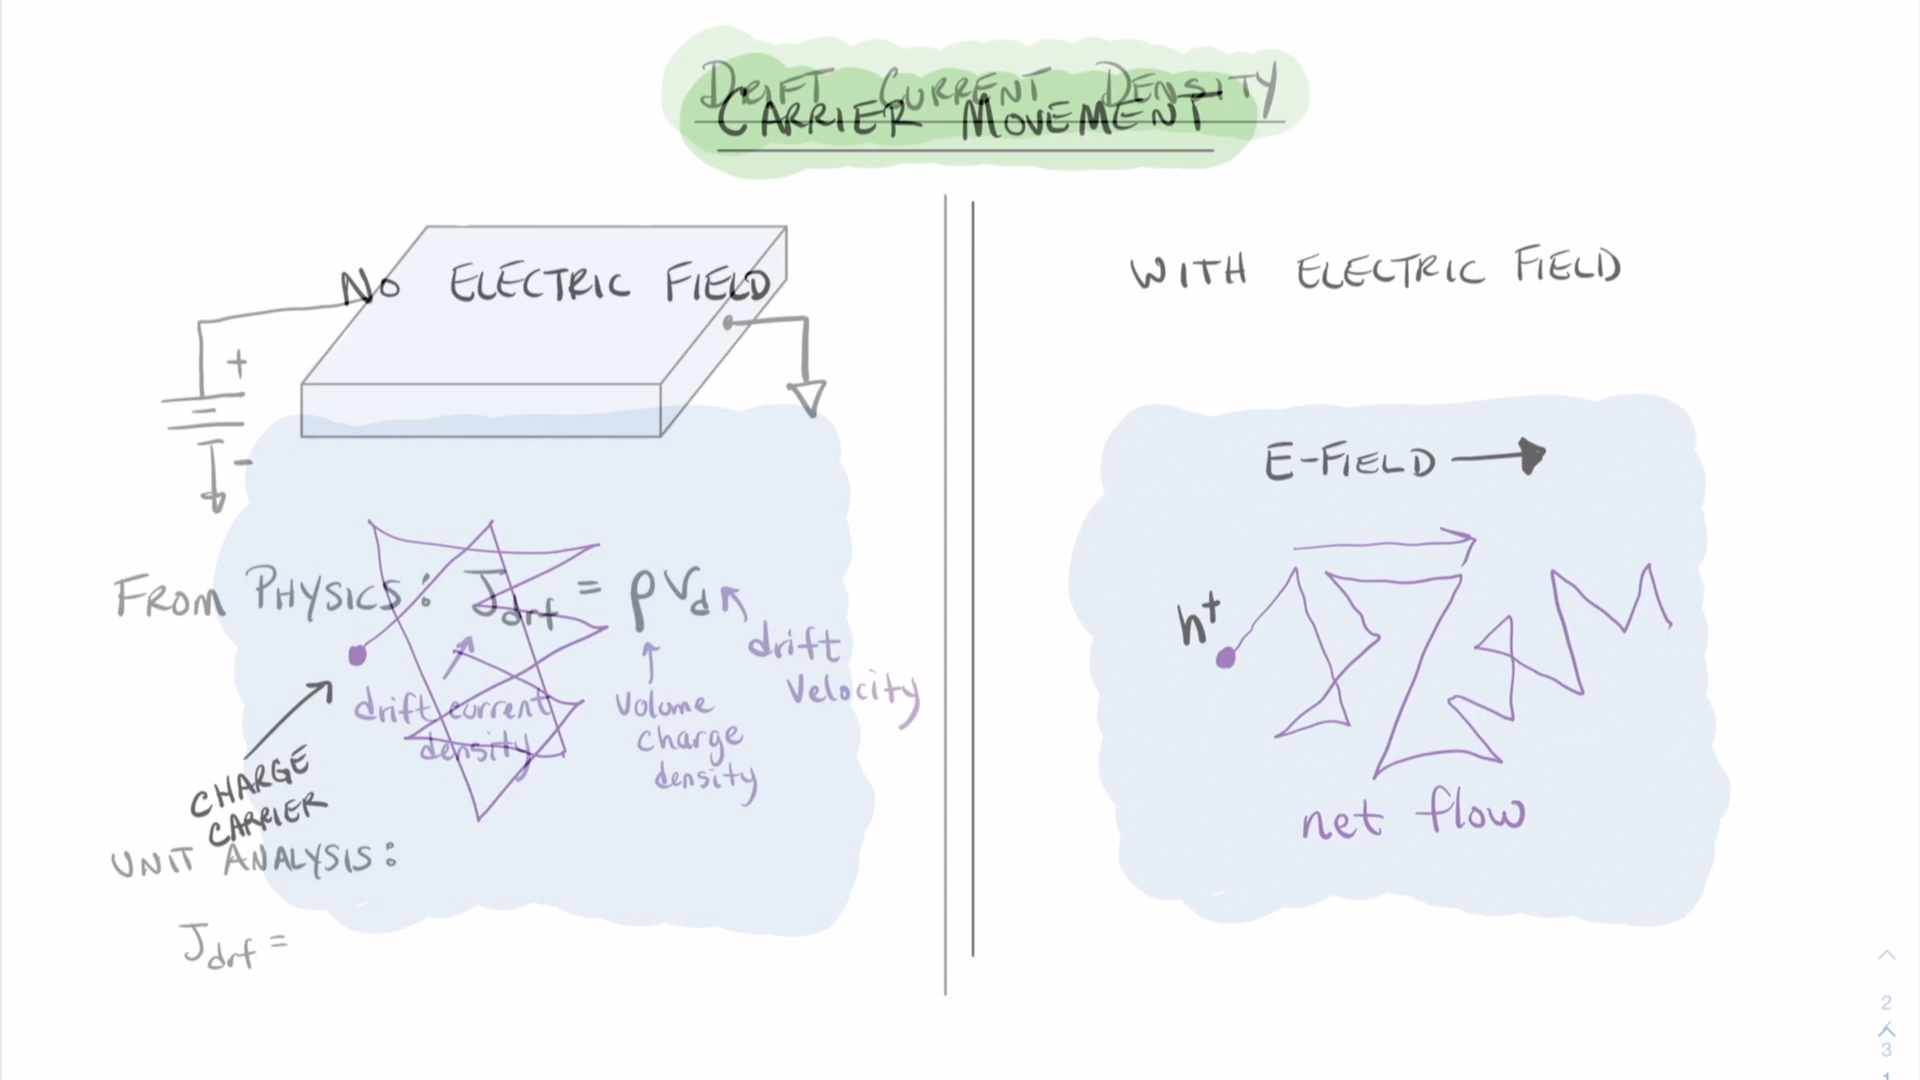 DRIFT CURRENT DENSITY
CARRIER MOVEMENT
NO ELECTRIC FIELD
WITH ELECTRIC FIELD
+
-
E-FIELD
FROM PHYSICS: Jdrf = ρVd
drift
velocity
drift current
density
Volume
charge
density
h+
CHARGE
CARRIER
net flow
UNIT ANALYSIS:
Jdrf =
2
3
1